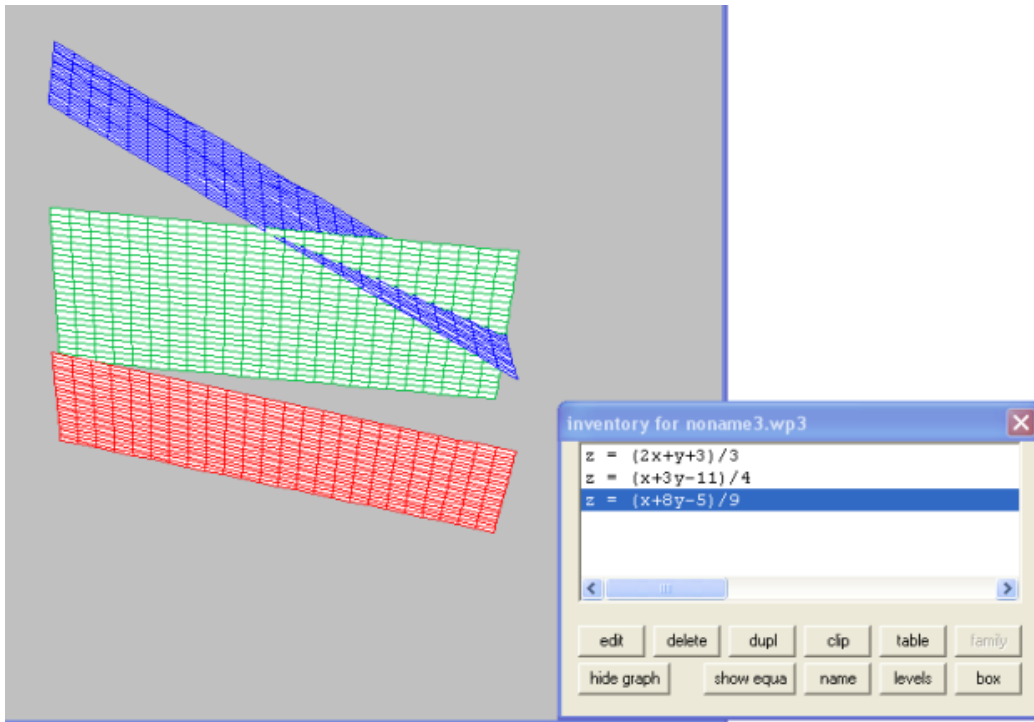 inventory for noname3.wp3
z = (2x+y+3)/3
z = (x+3y-11)/4
z = (x+8y-5)/9
edit delete dupl clip table family
hide graph show equa name levels box